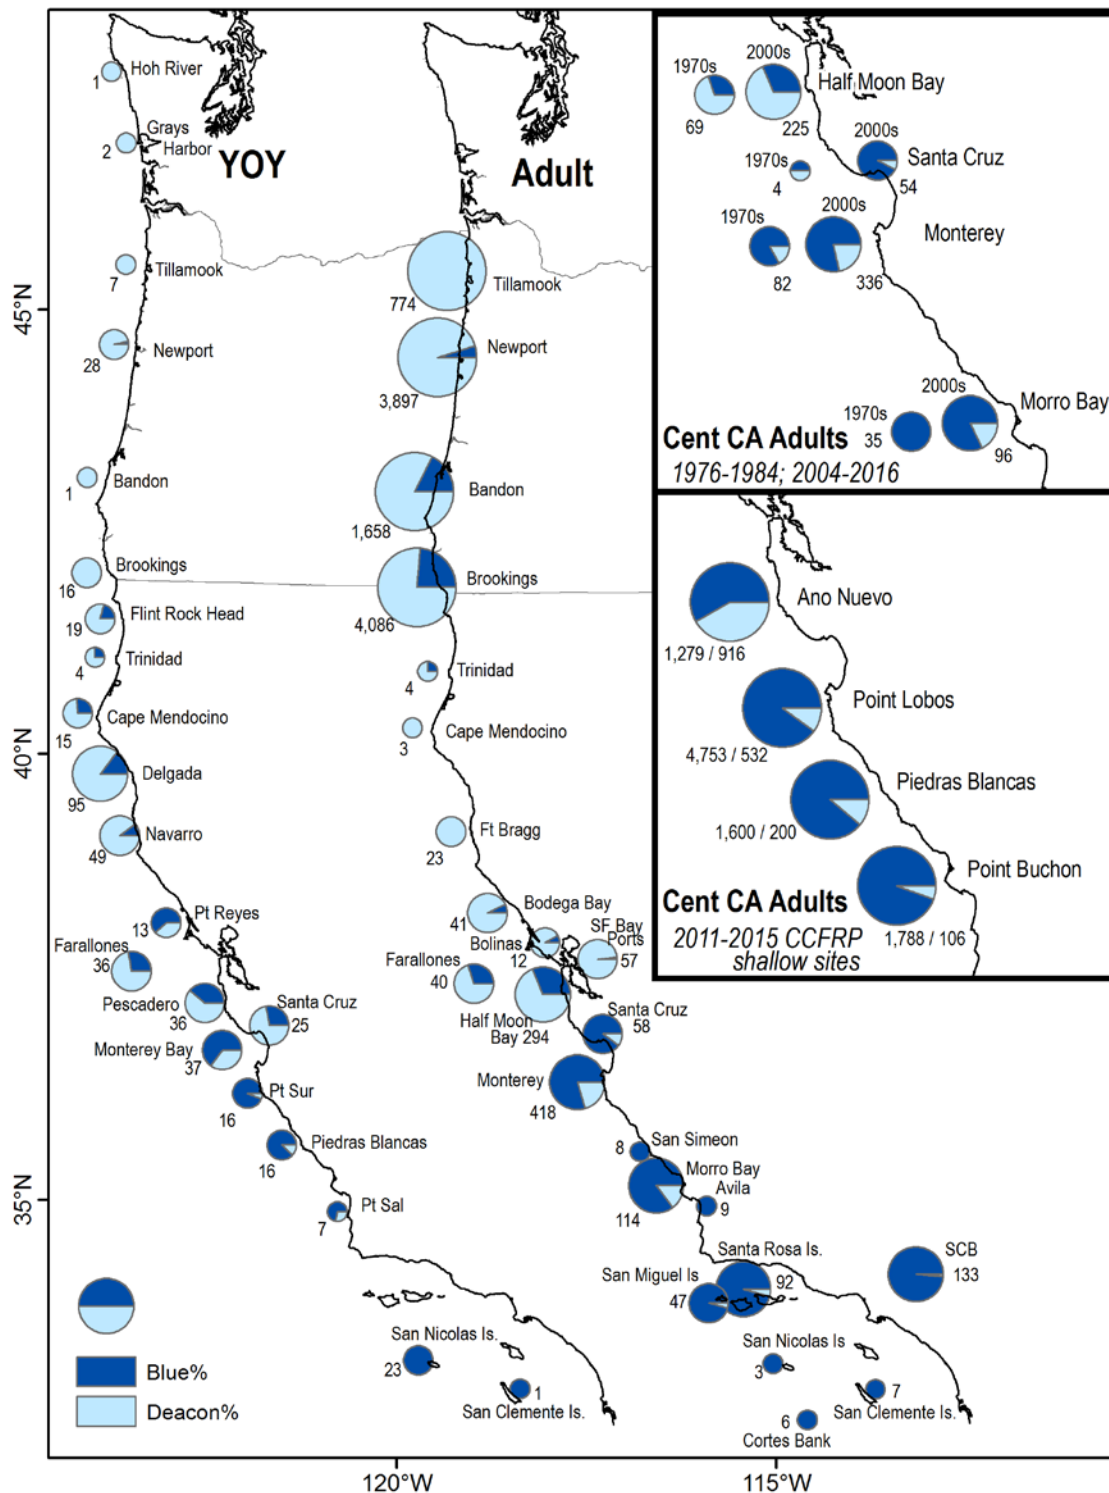 Hoh River
1
Grays
Harbor
2
YOY
Tillamook
7
Newport
28
Bandon
1
Brookings
16
Flint Rock Head
19
Trinidad
4
Cape Mendocino
15
Delgada
95
Navarro
49
Pt Reyes
13
Farallones
36
Pescadero
36
Santa Cruz
25
Monterey Bay
37
Pt Sur
16
Piedras Blancas
16
Pt Sal
7
San Nicolas Is.
23
1
San Clemente Is.
Blue%
Deacon%
Adult
Tillamook
774
Newport
3,897
Bandon
1,658
Brookings
4,086
Trinidad
4
Cape Mendocino
3
Ft Bragg
23
Bodega Bay
41
Bolinas
12
SF Bay
Ports
57
Farallones
40
Half Moon
Bay 294
Santa Cruz
58
Monterey
418
San Simeon
8
Morro Bay
114
Avila
9
Santa Rosa Is.
92
San Miguel Is
47
SCB
133
San Nicolas Is
3
7
San Clemente Is.
6
Cortes Bank
1970s
69
2000s
225
Half Moon Bay
1970s
4
2000s
54
Santa Cruz
1970s
82
2000s
336
Monterey
1970s
35
2000s
96
Morro Bay
Cent CA Adults
1976-1984; 2004-2016
Ano Nuevo
1,279 / 916
Point Lobos
4,753 / 532
Piedras Blancas
1,600 / 200
Point Buchon
1,788 / 106
Cent CA Adults
2011-2015 CCFRP
shallow sites
45°N
40°N
35°N
120°W
115°W